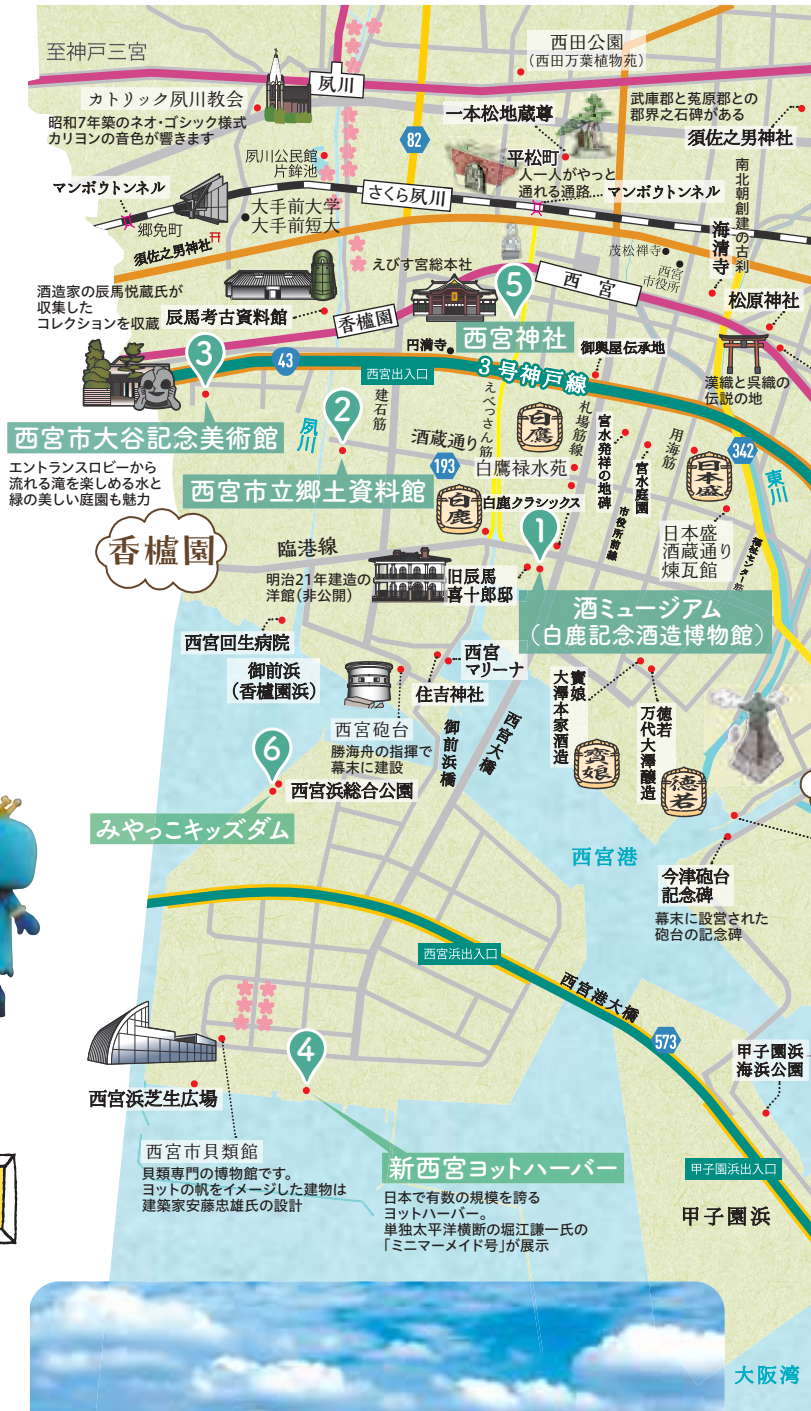 至神戸三宮
夙川
西田公園
(西田万葉植物苑)
カトリック夙川教会
昭和7年築のネオ・ゴシック様式
カリヨンの音色が響きます
一本松地蔵尊
武庫郡と菟原郡との
郡界之石碑がある
須佐之男神社
82
夙川公民館
片鉾池
平松町
人一人がやっと
通れる通路…
マンボウトンネル
マンボウトンネル
さくら夙川
大手前大学
大手前短大
郷免町
須佐之男神社
南北朝創建の古刹
海清寺
茂松禅寺
西宮
市役所
えびす宮総本社
西宮
松原神社
酒造家の辰馬悦蔵氏が
収集した
コレクションを収蔵
辰馬考古資料館
香櫨園
5
西宮神社
円満寺
御輿屋伝承地
漢織と呉織の
伝説の地
3
43
西宮出入口
3号神戸線
2
夙川
建石筋
えべっさん筋
札場筋線
酒蔵通り
白鷹
宮水発祥の地碑
用海筋
342
東川
西宮市大谷記念美術館
エントランスロビーから
流れる滝を楽しめる水と
緑の美しい庭園も魅力
193
白鷹禄水苑
宮水庭園
日本盛
西宮市立郷土資料館
白鹿
白鹿クラシックス
市役所前線
日本盛
酒蔵通り
煉瓦館
福祉センター筋
香櫨園
臨港線
1
明治21年建造の
洋館(非公開)
旧辰馬
喜十郎邸
酒ミュージアム
(白鹿記念酒造博物館)
西宮回生病院
御前浜
(香櫨園浜)
西宮
マリーナ
住吉神社
寳娘
大澤本家酒造
徳若
万代大澤醸造
西宮砲台
勝海舟の指揮で
幕末に建設
御前浜橋
西宮大橋
寳娘
徳若
6
西宮浜総合公園
みやっこキッズダム
西宮港
今津砲台
記念碑
幕末に設営された
砲台の記念碑
西宮浜出入口
西宮港大橋
573
甲子園浜
海浜公園
4
西宮浜芝生広場
西宮市貝類館
貝類専門の博物館です。
ヨットの帆をイメージした建物は
建築家安藤忠雄氏の設計
新西宮ヨットハーバー
日本で有数の規模を誇る
ヨットハーバー。
単独太平洋横断の堀江謙一氏の
「ミニマーメイド号」が展示
甲子園浜出入口
甲子園浜
大阪湾